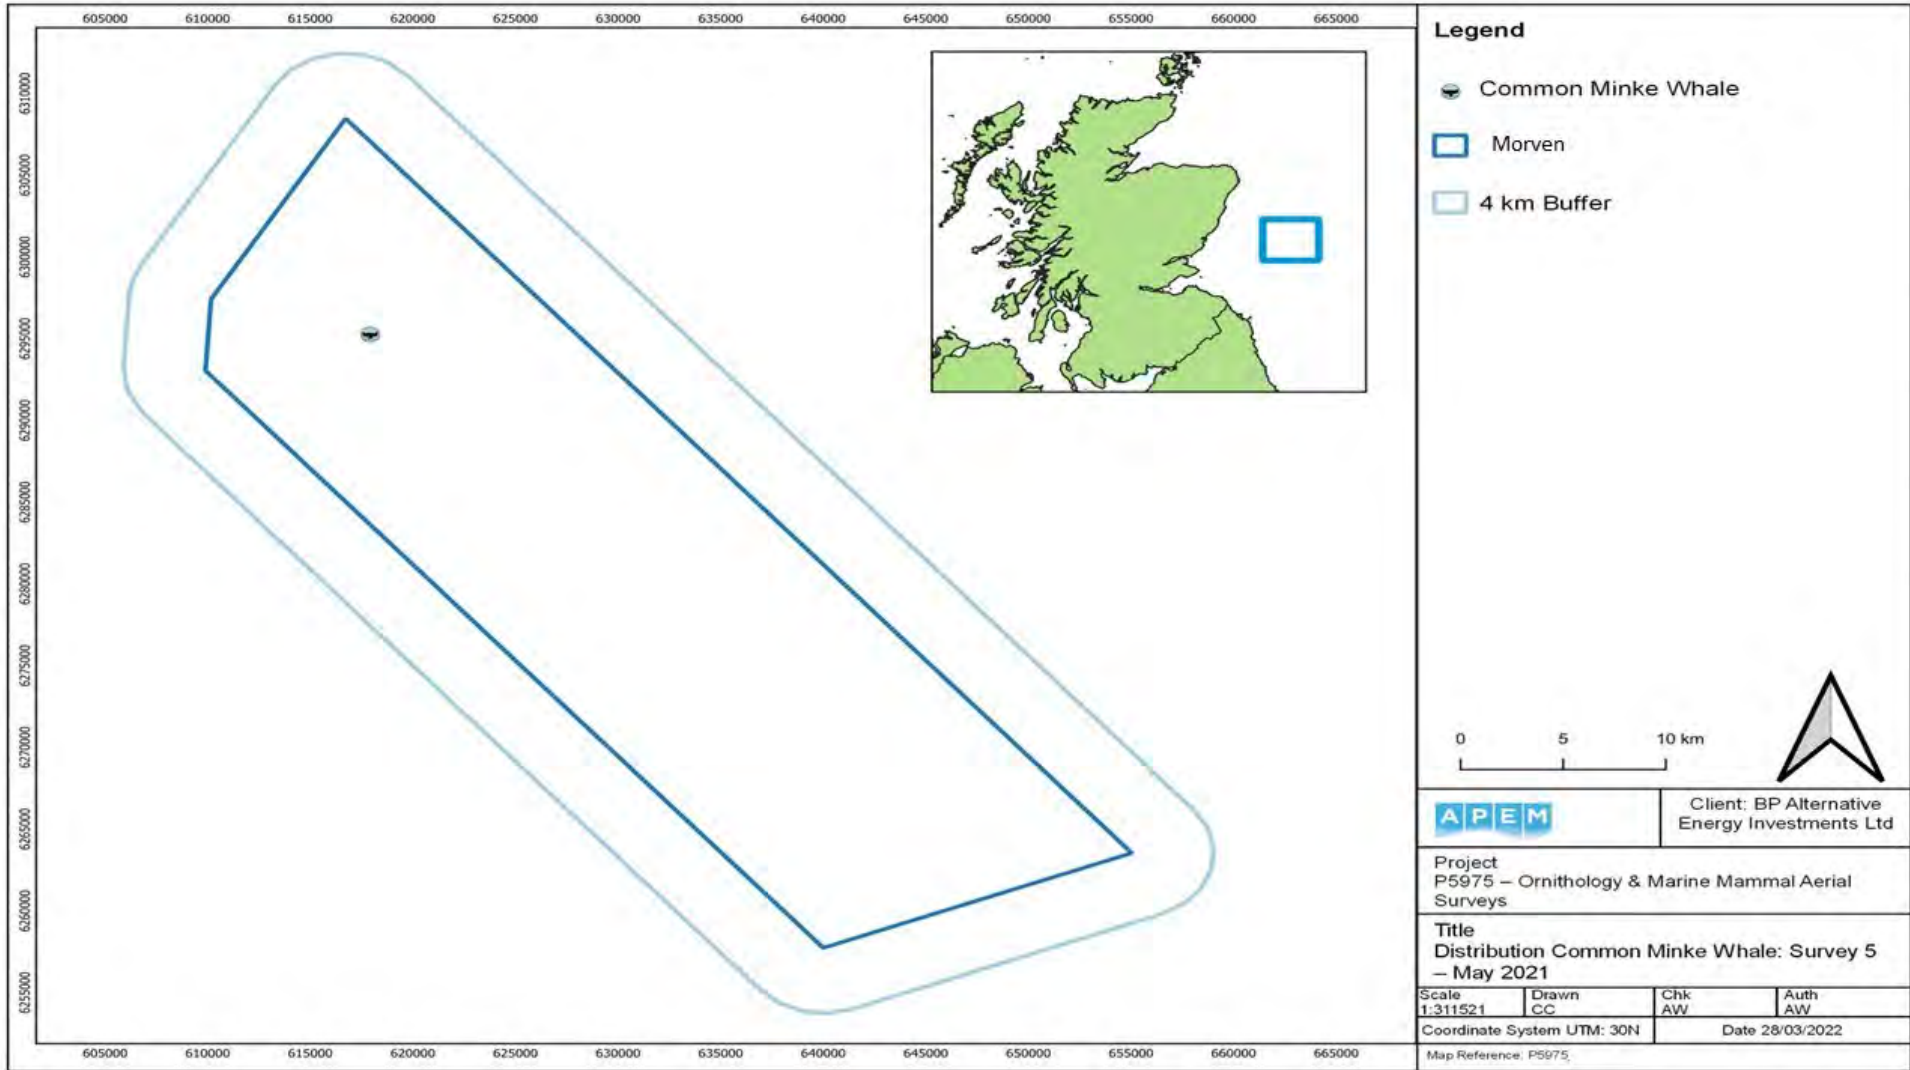 605000 610000 615000 620000 625000 630000 635000 640000 645000 650000 655000 660000 665000
6310000
6305000
6300000
6295000
6290000
6285000
6280000
6275000
6270000
6265000
6260000
6255000
605000 610000 615000 620000 625000 630000 635000 640000 645000 650000 655000 660000 665000
Legend
Common Minke Whale
Morven
4 km Buffer
0 5 10 km
APEM
Client: BP Alternative
Energy Investments Ltd
Project
P5975 – Ornithology & Marine Mammal Aerial
Surveys
Title
Distribution Common Minke Whale: Survey 5
– May 2021
Scale
1:311521
Drawn
CC
Chk
AW
Auth
AW
Coordinate System UTM: 30N
Date 28/03/2022
Map Reference: P5975